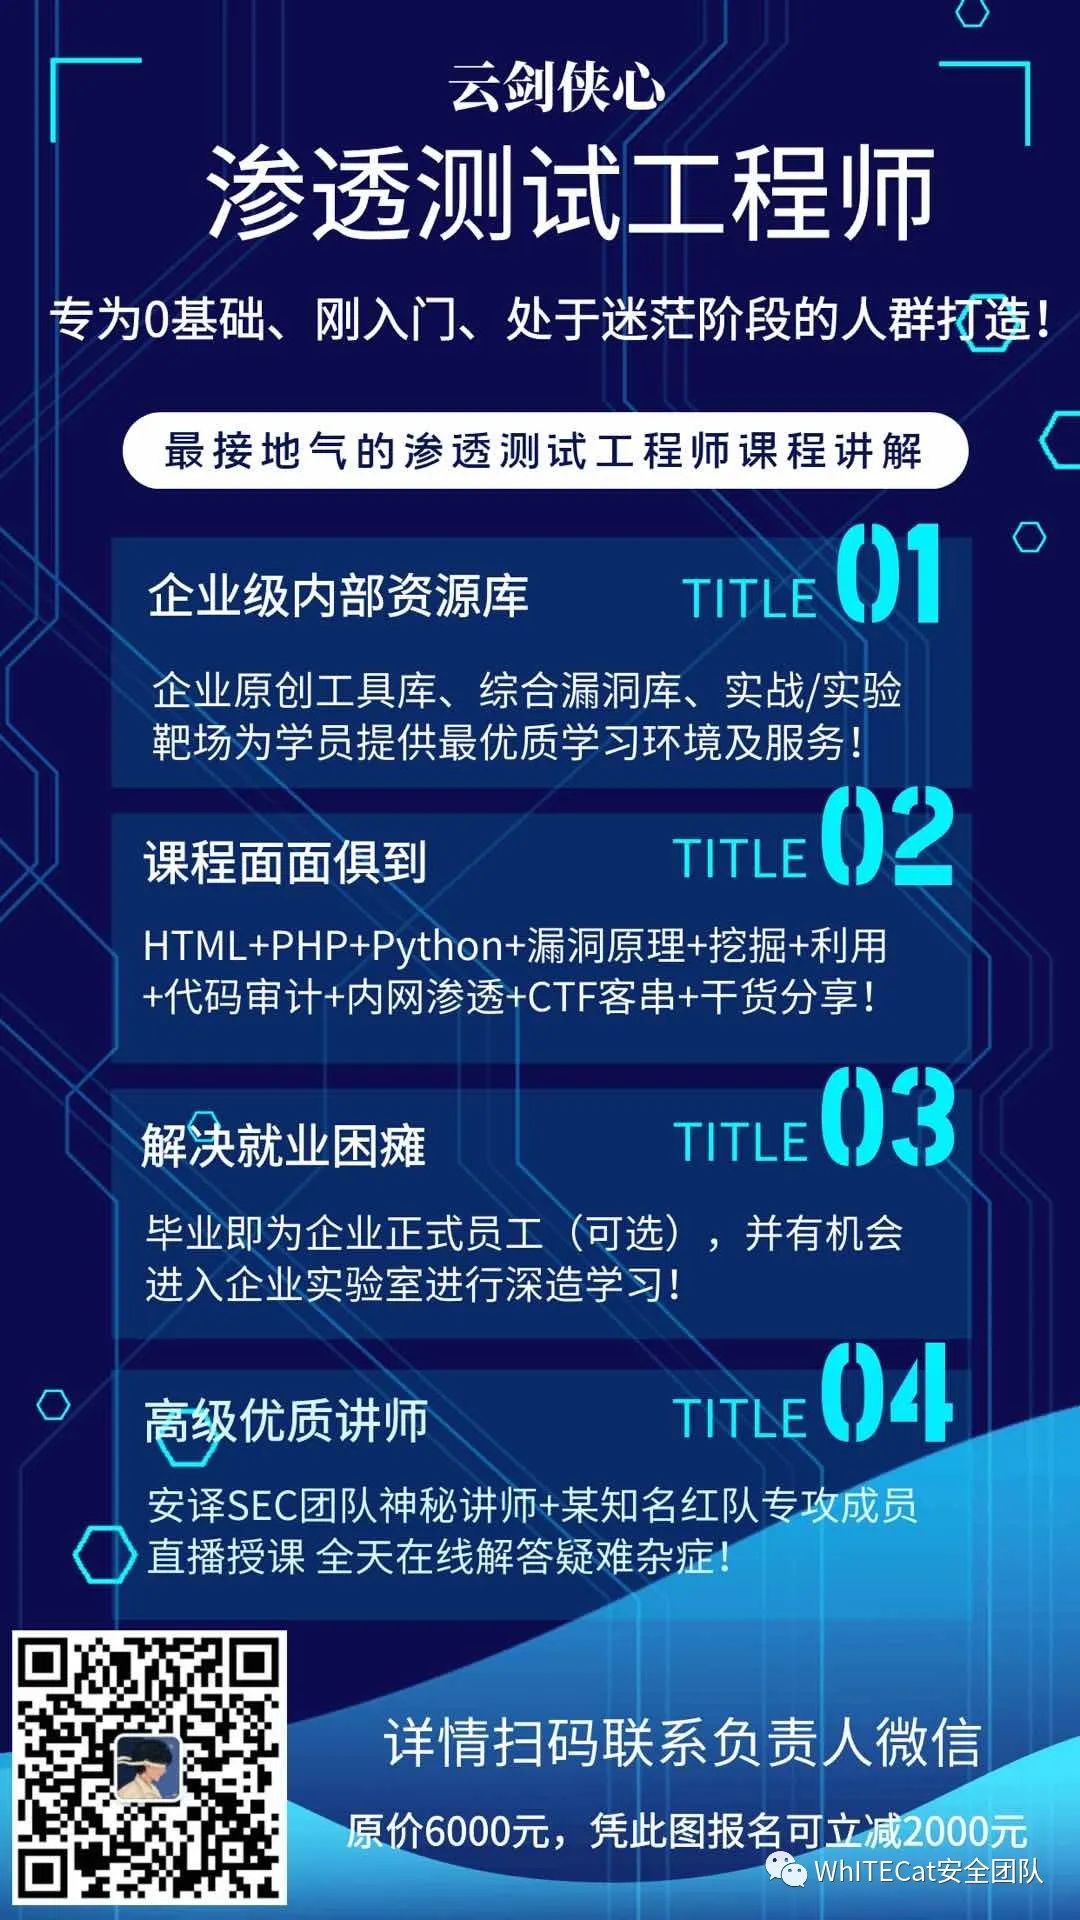 云剑侠心
渗透测试工程师
专为0基础、刚入门、处于迷茫阶段的人群打造！
最接地气的渗透测试工程师课程讲解
企业级内部资源库
TITLE 01
企业原创工具库、综合漏洞库、实战/实验
靶场为学员提供最优质学习环境及服务！
课程面面俱到
TITLE 02
HTML+PHP+Python+漏洞原理+挖掘+利用
+代码审计+内网渗透+CTF客串+干货分享！
解决就业困瘫
TITLE 03
毕业即为企业正式员工（可选），并有机会
进入企业实验室进行深造学习！
高级优质讲师
TITLE 04
安译SEC团队神秘讲师+某知名红队专攻成员
直播授课 全天在线解答疑难杂症！
详情扫码联系负责人微信
原价6000元，凭此图报名可立减2000元
WhITECat安全团队